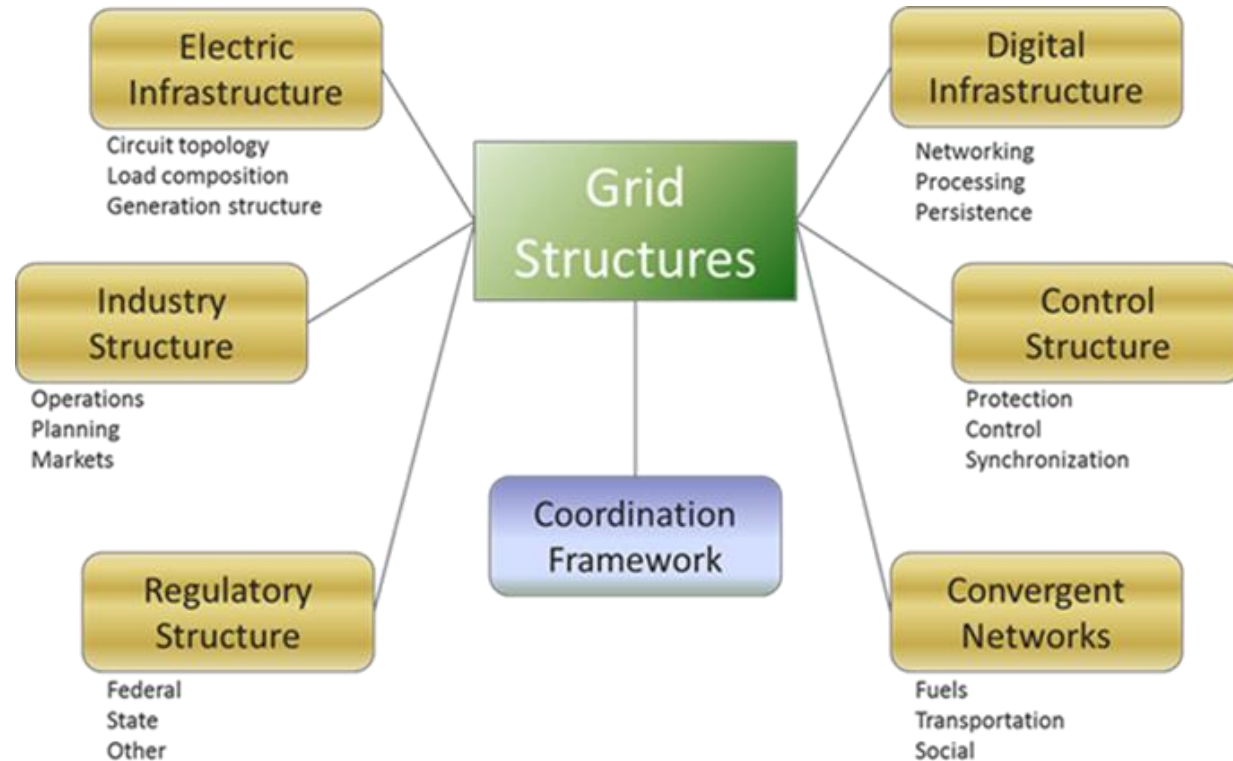 Electric
Infrastructure
Circuit topology
Load composition
Generation structure
Industry
Structure
Operations
Planning
Markets
Regulatory
Structure
Federal
State
Other
Grid
Structures
Coordination
Framework
Digital
Infrastructure
Networking
Processing
Persistence
Control
Structure
Protection
Control
Synchronization
Convergent
Networks
Fuels
Transportation
Social